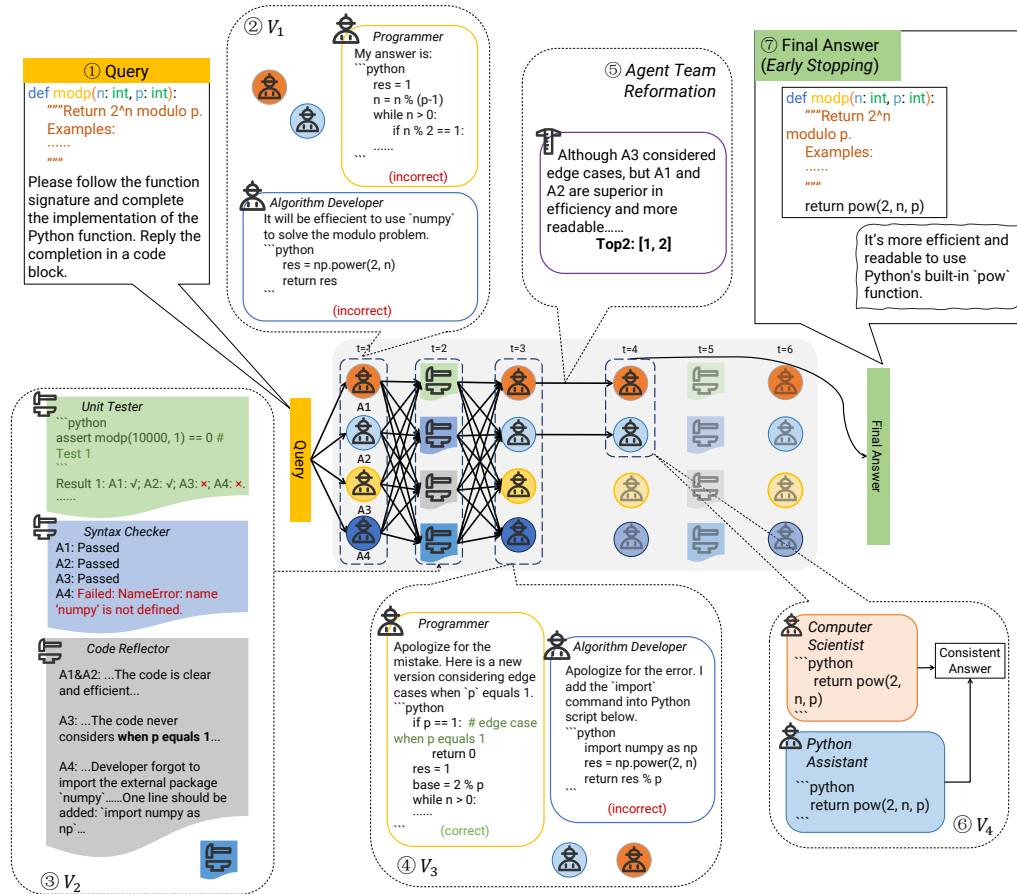 ① Query
def modp(n: int, p: int):
"""Return 2^n modulo p.
Examples:
......
"""
Please follow the function
signature and complete
the implementation of the
Python function. Reply the
completion in a code
block.
② V1
Programmer
My answer is:
```python
res = 1
n = n % (p-1)
while n > 0:
if n % 2 == 1:
......
```
(incorrect)
Algorithm Developer
It will be effiecient to use `numpy`
to solve the modulo problem.
```python
res = np.power(2, n)
return res
```
(incorrect)
⑤ Agent Team
Reformation
Although A3 considered
edge cases, but A1 and
A2 are superior in
efficiency and more
readable......
Top2: [1, 2]
⑦ Final Answer
(Early Stopping)
def modp(n: int, p: int):
"""Return 2^n
modulo p.
Examples:
......
"""
return pow(2, n, p)
It's more efficient and
readable to use
Python's built-in `pow`
function.
t=1
t=2
t=3
t=4
t=5
t=6
Query
A1
A2
A3
A4
Final Answer
Unit Tester
```python
assert modp(10000, 1) == 0 #
Test 1
```
Result 1: A1: √; A2: √; A3: ×; A4: ×.
......
Syntax Checker
A1: Passed
A2: Passed
A3: Passed
A4: Failed: NameError: name
'numpy' is not defined.
Code Reflector
A1&A2: ...The code is clear
and efficient...
A3: ...The code never
considers when p equals 1...
A4: ...Developer forgot to
import the external package
`numpy`......One line should be
added: `import numpy as
np`...
③ V2
Programmer
Apologize for the
mistake. Here is a new
version considering edge
cases when `p` equals 1.
```python
if p == 1: # edge case
when p equals 1
return 0
res = 1
base = 2 % p
while n > 0:
......
```
(correct)
Algorithm Developer
Apologize for the error. I
add the `import`
command into Python
script below.
```python
import numpy as np
res = np.power(2, n)
return res % p
```
(incorrect)
④ V3
Computer
Scientist
```python
return pow(2,
n, p)
```
Consistent
Answer
Python
Assistant
```python
return pow(2, n, p)
```
⑥ V4